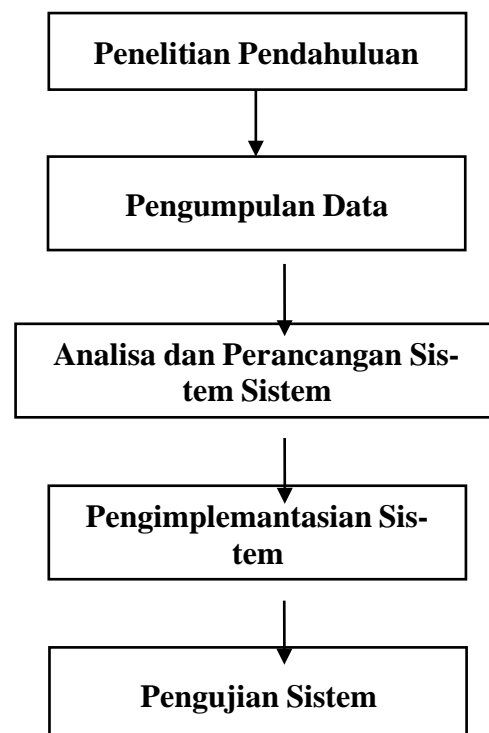 Penelitian Pendahuluan
Pengumpulan Data
Analisa dan Perancangan Sis-
tem Sistem
Pengimplemantasian Sis-
tem
Pengujian Sistem